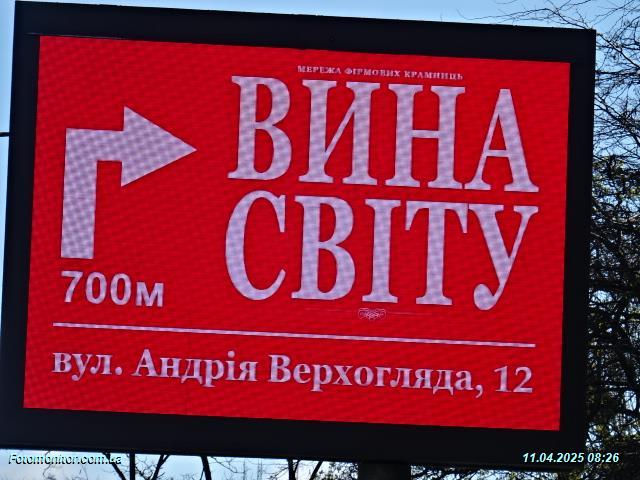 МЕРЕЖА ФІРМОВИХ КРАМНИЦЬ
ВИНА
СВІТУ
700м
вул. Андрія Верхогляда, 12
Fotomonitor.com.ua
11.04.2025 08:26